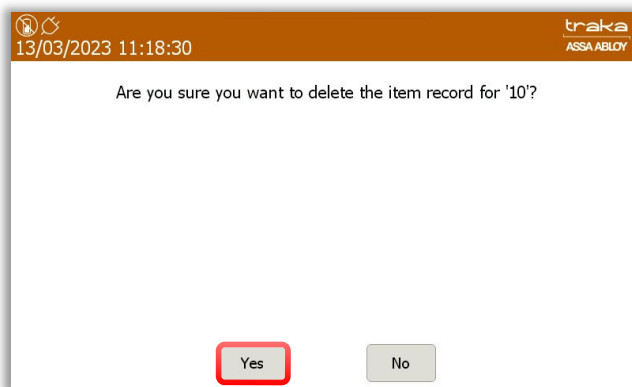 traka
13/03/2023 11:18:30
ASSA ABLOY
Are you sure you want to delete the item record for '10'?
Yes
No